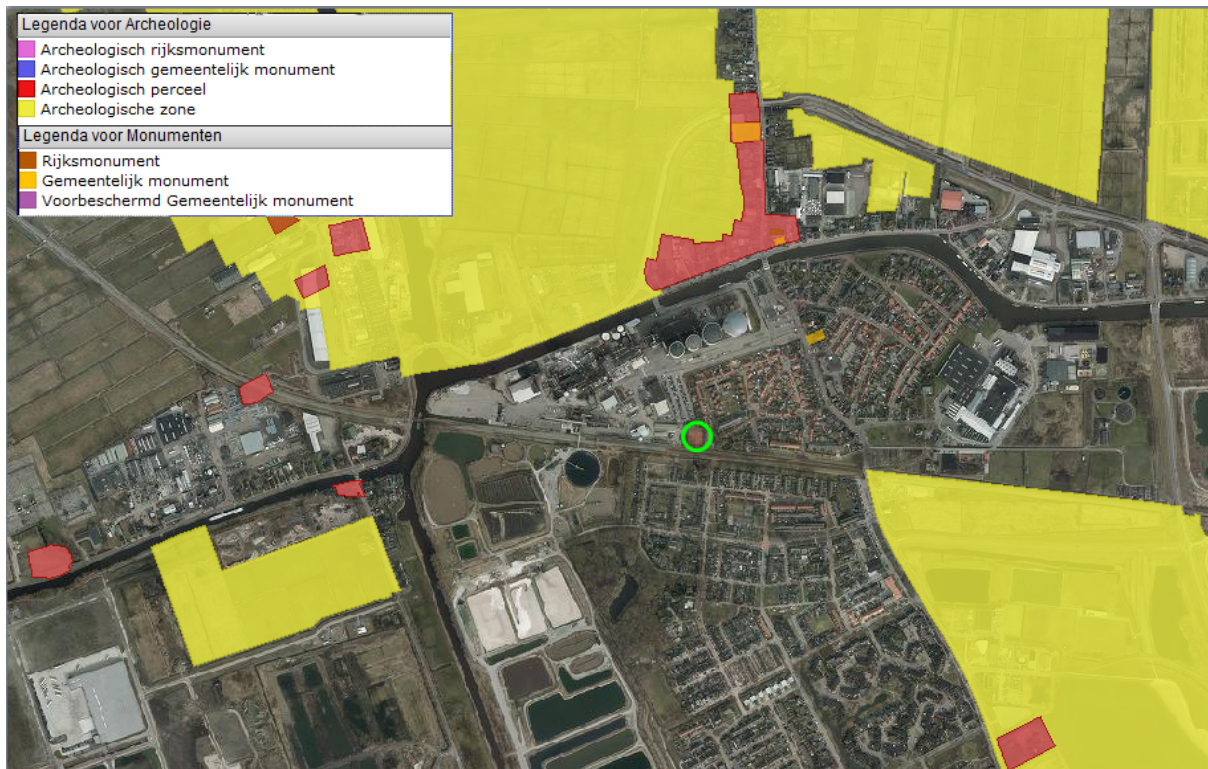 Legenda voor Archeologie
Archeologisch rijksmonument
Archeologisch gemeentelijk monument
Archeologisch perceel
Archeologische zone
Legenda voor Monumenten
Rijksmonument
Gemeentelijk monument
Voorbeschermd Gemeentelijk monument